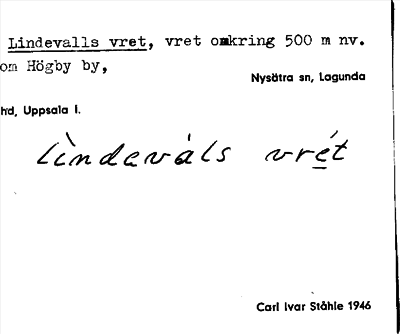 Lindevalls vret, vret omkring 500 m nv.
om Högby by,
Nysätra sn, Lagunda
hd, Uppsala l.
lìndevàls vrét
Carl Ivar Ståhle 1946